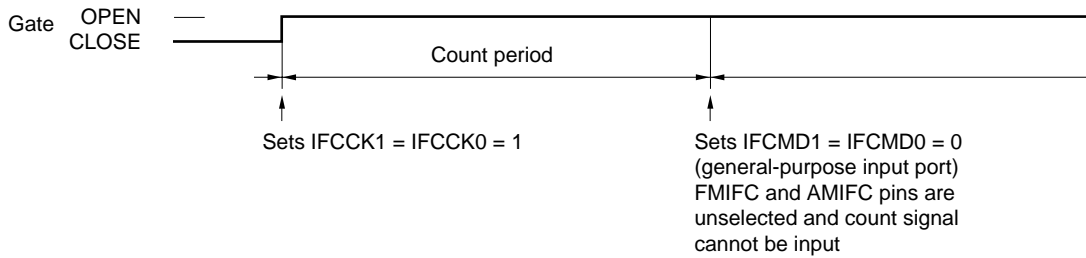 Gate OPEN
CLOSE
Count period
Sets IFCCK1 = IFCCK0 = 1
Sets IFCMD1 = IFCMD0 = 0
(general-purpose input port)
FMIFC and AMIFC pins are
unselected and count signal
cannot be input